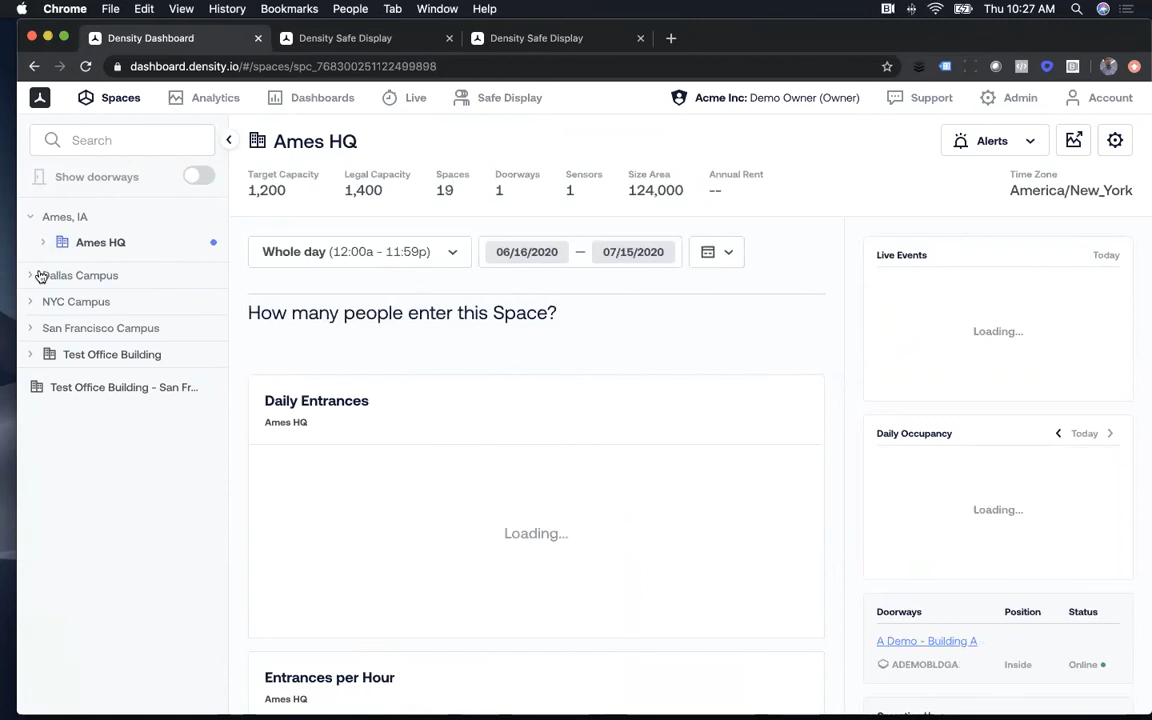 Chrome File Edit View History Bookmarks People Tab Window Help Thu 10:27 AM
Density Dashboard Density Safe Display Density Safe Display
dashboard.density.io/#/spaces/spc_768300251122499898
Spaces Analytics Dashboards Live Safe Display Acme Inc: Demo Owner (Owner) Support Admin Account
Search
Show doorways
Ames, IA
Ames HQ
Dallas Campus
NYC Campus
San Francisco Campus
Test Office Building
Test Office Building - San Fr...
Ames HQ
Alerts
Target Capacity Legal Capacity Spaces Doorways Sensors Size Area Annual Rent Time Zone
1,200 1,400 19 1 1 124,000 -- America/New_York
Whole day (12:00a - 11:59p) 06/16/2020 — 07/15/2020
How many people enter this Space?
Daily Entrances
Ames HQ
Loading...
Entrances per Hour
Ames HQ
Live Events Today
Loading...
Daily Occupancy Today
Loading...
Doorways Position Status
A Demo - Building A
ADEMOBLDGA Inside Online